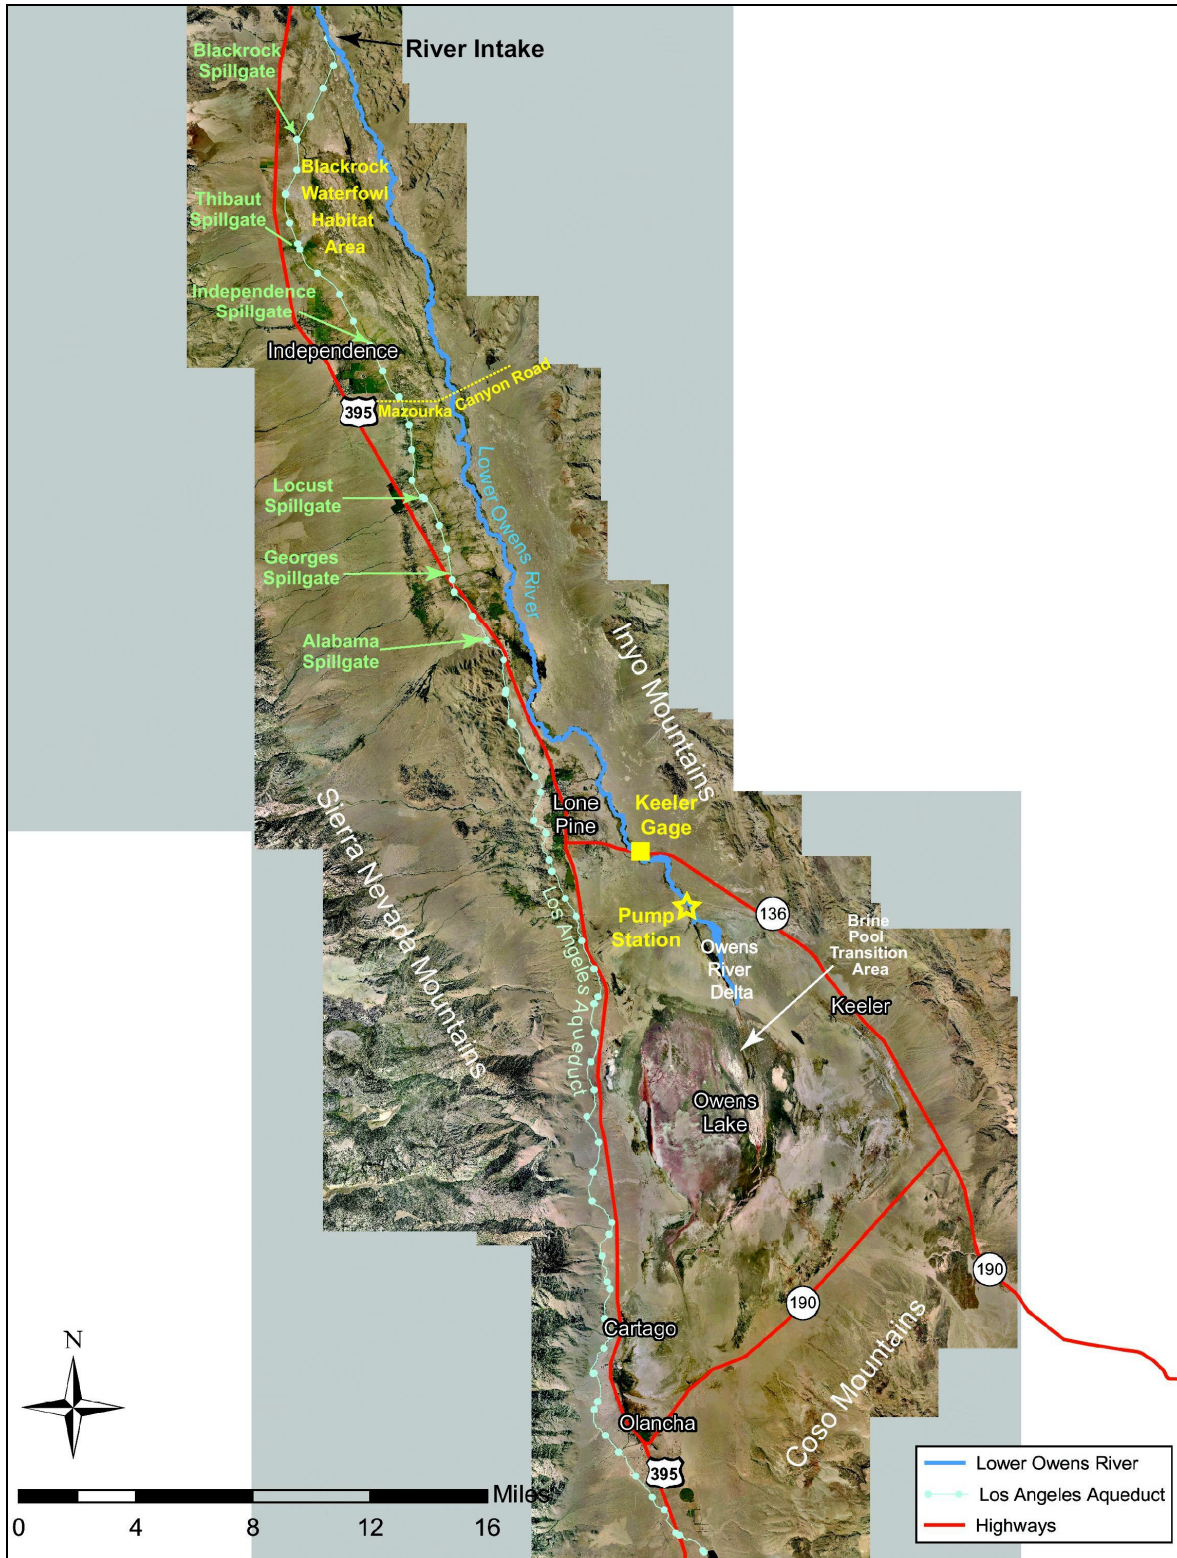 River Intake
Blackrock
Spillgate
Blackrock
Waterfowl
Habitat
Area
Thibaut
Spillgate
Independence
Spillgate
Independence
Mazourka Canyon Road
395
Lower Owens River
Locust
Spillgate
Georges
Spillgate
Alabama
Spillgate
Inyo Mountains
Sierra Nevada Mountains
Lone
Pine
Keeler
Gage
136
Pump
Station
Brine
Pool
Transition
Area
Owens
River
Delta
Los Angeles Aqueduct
Keeler
Owens
Lake
190
190
Cartago
Coso Mountains
Olancha
395
N
Miles
0 4 8 12 16
Lower Owens River
Los Angeles Aqueduct
Highways